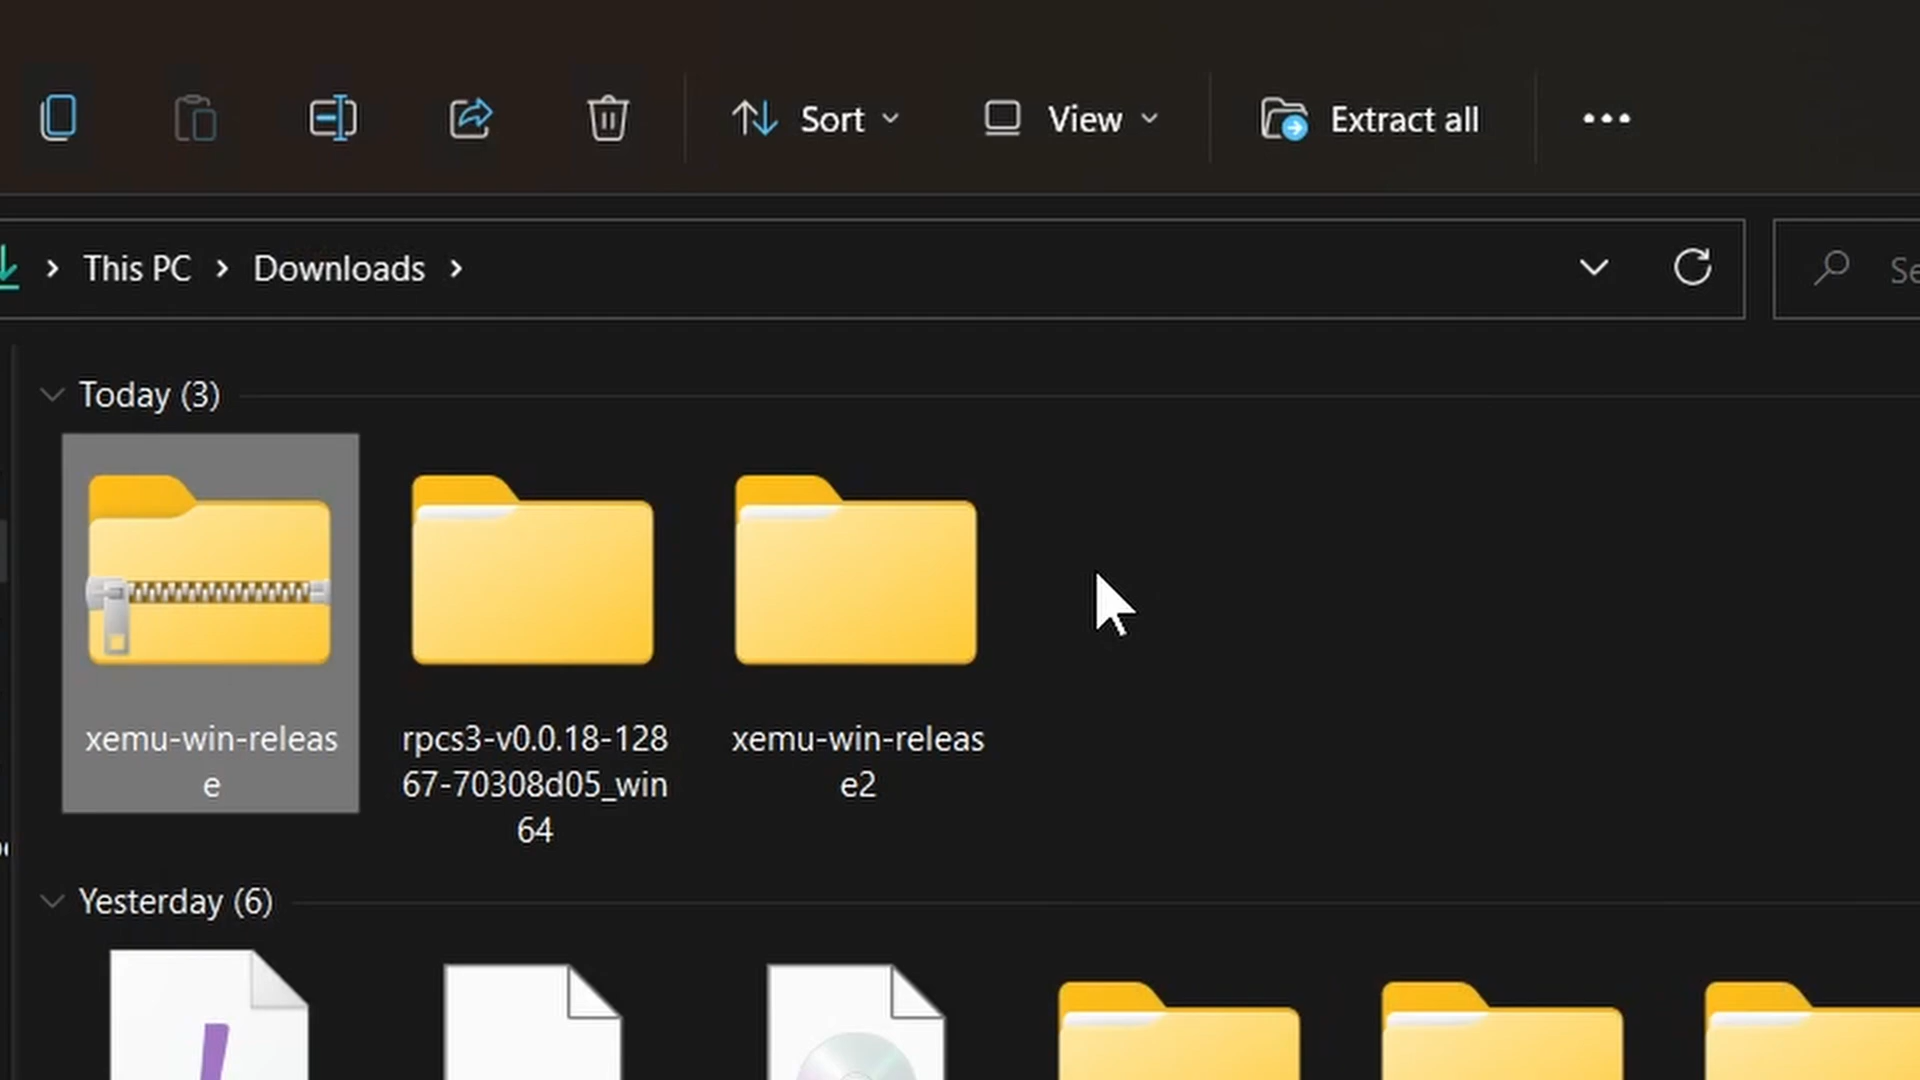 Sort
View
Extract all
This PC
Downloads
Se
Today (3)
xemu-win-releas
e
rpcs3-v0.0.18-128
67-70308d05_win
64
xemu-win-releas
e2
Yesterday (6)